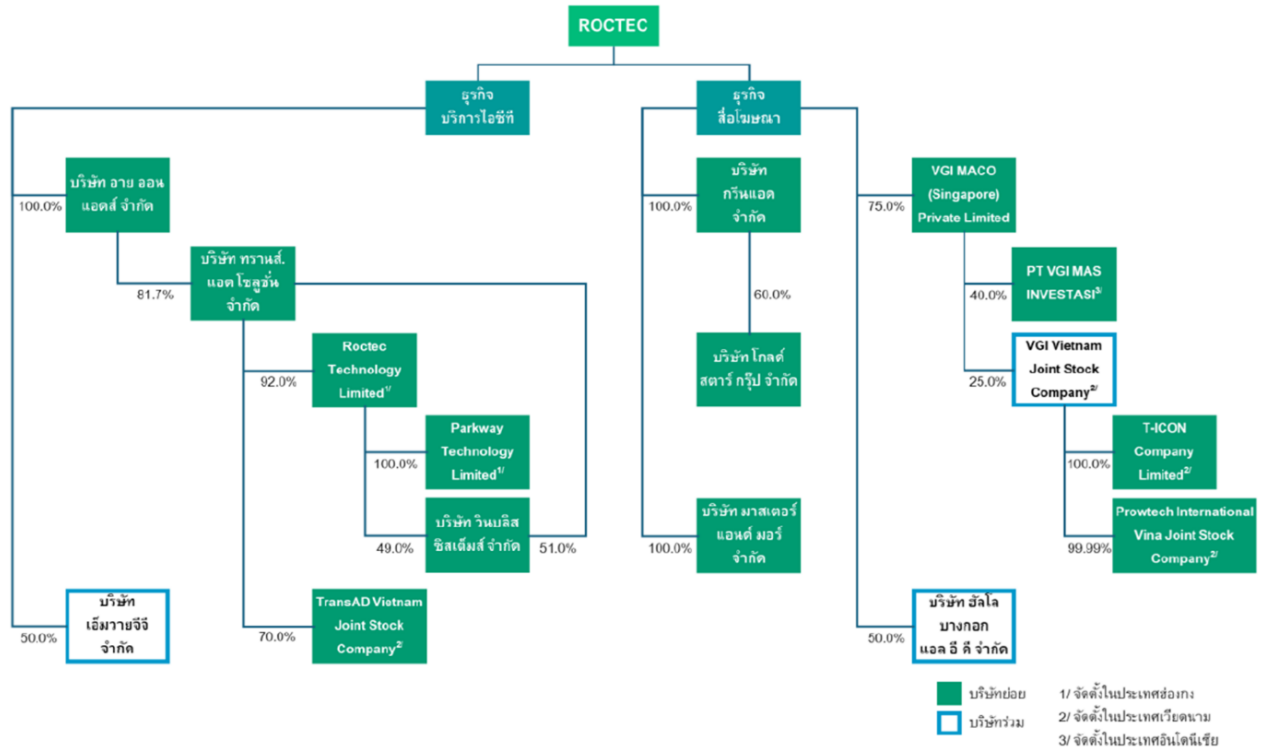 ROCTEC
ธุรกิจ
บริการไอซีที
ธุรกิจ
สื่อโฆษณา
บริษัท อาย ออน
แอดส์ จำกัด
100.0%
บริษัท ทรานส์.
แอด โซลูชั่น
จำกัด
81.7%
Roctec
Technology
Limited1/
92.0%
Parkway
Technology
Limited1/
100.0%
บริษัท วินบลิส
ซิสเต็มส์ จำกัด
49.0%
51.0%
บริษัท
เอ็มวายจีจี
จำกัด
50.0%
TransAD Vietnam
Joint Stock
Company2/
70.0%
บริษัท
กรีนแอด
จำกัด
100.0%
60.0%
บริษัท โกลด์
สตาร์ กรุ๊ป จำกัด
บริษัท มาสเตอร์
แอนด์ มอร์
จำกัด
100.0%
VGI MACO
(Singapore)
Private Limited
75.0%
PT VGI MAS
INVESTASI3/
40.0%
VGI Vietnam
Joint Stock
Company2/
25.0%
T-ICON
Company
Limited2/
100.0%
Prowtech International
Vina Joint Stock
Company2/
99.99%
บริษัท ฮัลโล
บางกอก
แอล อี ดี จำกัด
50.0%
บริษัทย่อย
บริษัทร่วม
1/ จัดตั้งในประเทศฮ่องกง
2/ จัดตั้งในประเทศเวียดนาม
3/ จัดตั้งในประเทศอินโดนีเซีย